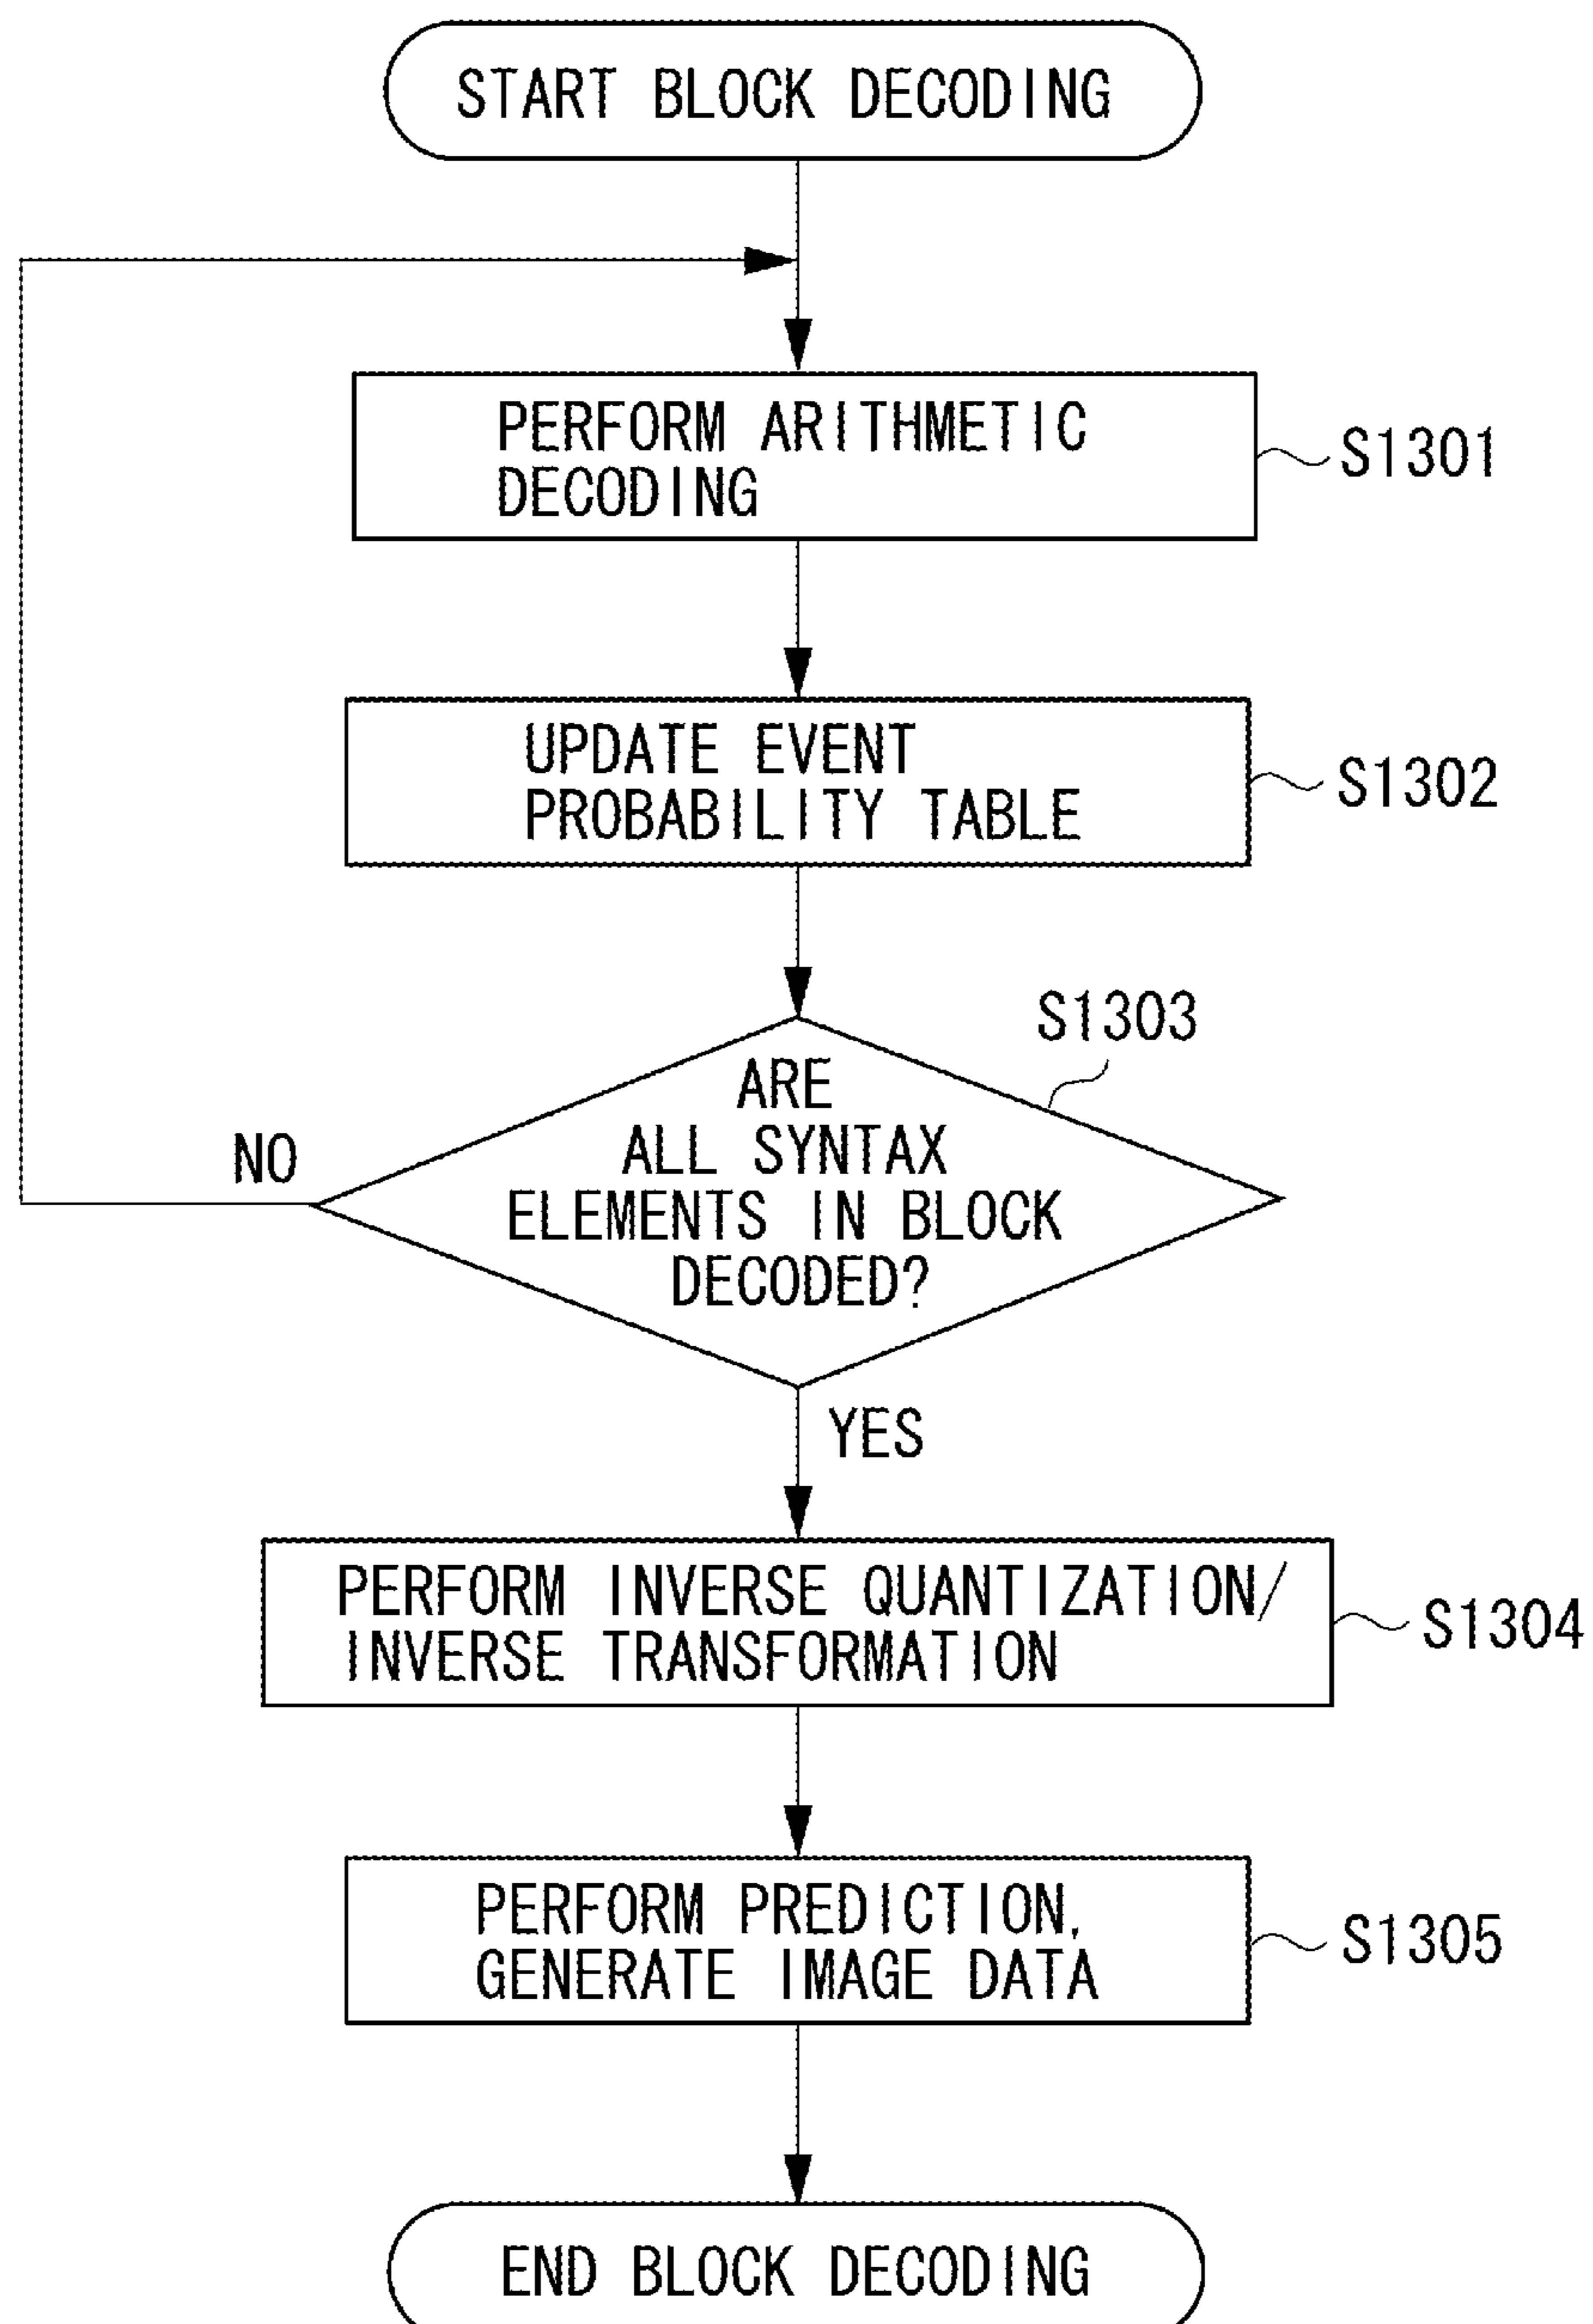 START BLOCK DECODING
PERFORM ARITHMETIC
DECODING
S1301
UPDATE EVENT
PROBABILITY TABLE
S1302
S1303
ARE
ALL SYNTAX
ELEMENTS IN BLOCK
DECODED?
NO
YES
PERFORM INVERSE QUANTIZATION/
INVERSE TRANSFORMATION
S1304
PERFORM PREDICTION,
GENERATE IMAGE DATA
S1305
END BLOCK DECODING